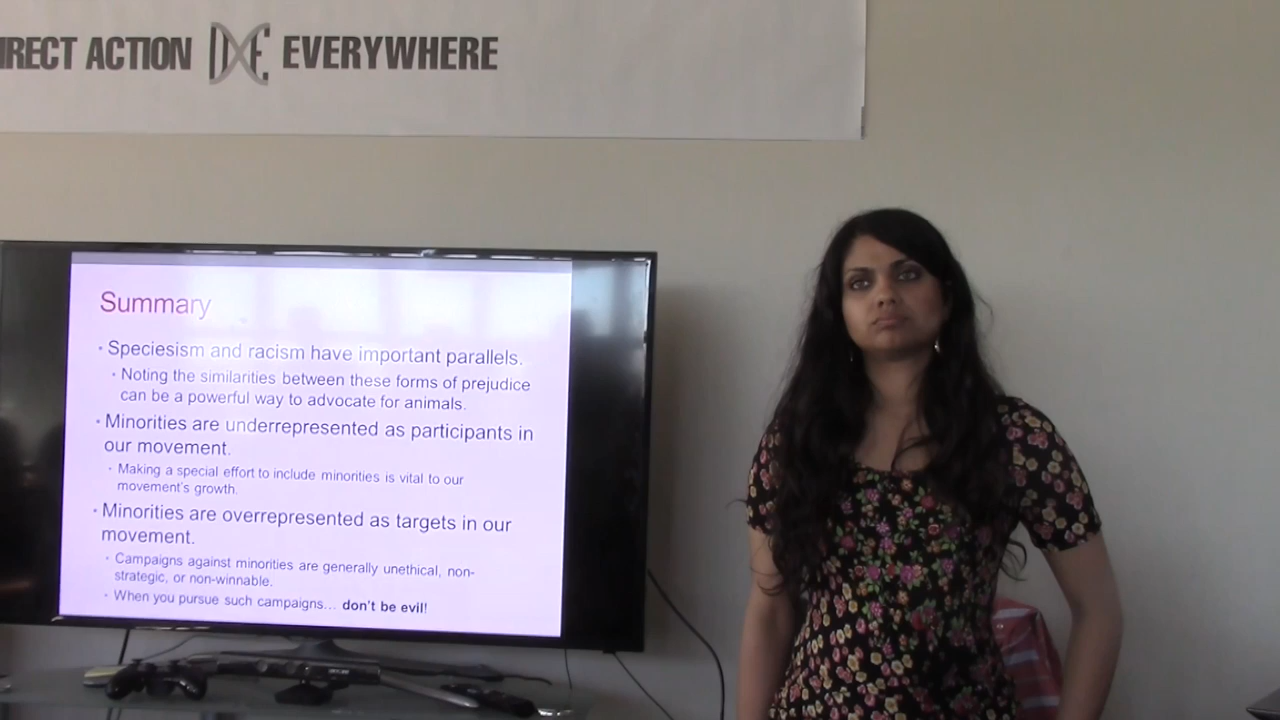 IRECT ACTION DXE EVERYWHERE
Summary
• Speciesism and racism have important parallels.
• Noting the similarities between these forms of prejudice
can be a powerful way to advocate for animals.
• Minorities are underrepresented as participants in
our movement.
• Making a special effort to include minorities is vital to our
movement's growth.
• Minorities are overrepresented as targets in our
movement.
• Campaigns against minorities are generally unethical, non-
strategic, or non-winnable.
• When you pursue such campaigns... don't be evil!